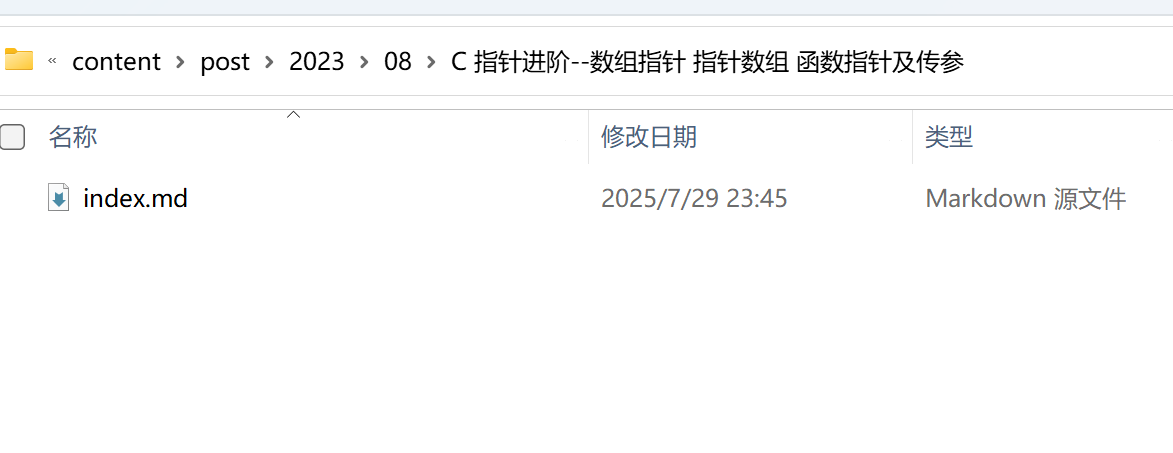 « content > post > 2023 > 08 > C 指针进阶--数组指针 指针数组 函数指针及传参
名称 修改日期 类型
index.md 2025/7/29 23:45 Markdown 源文件